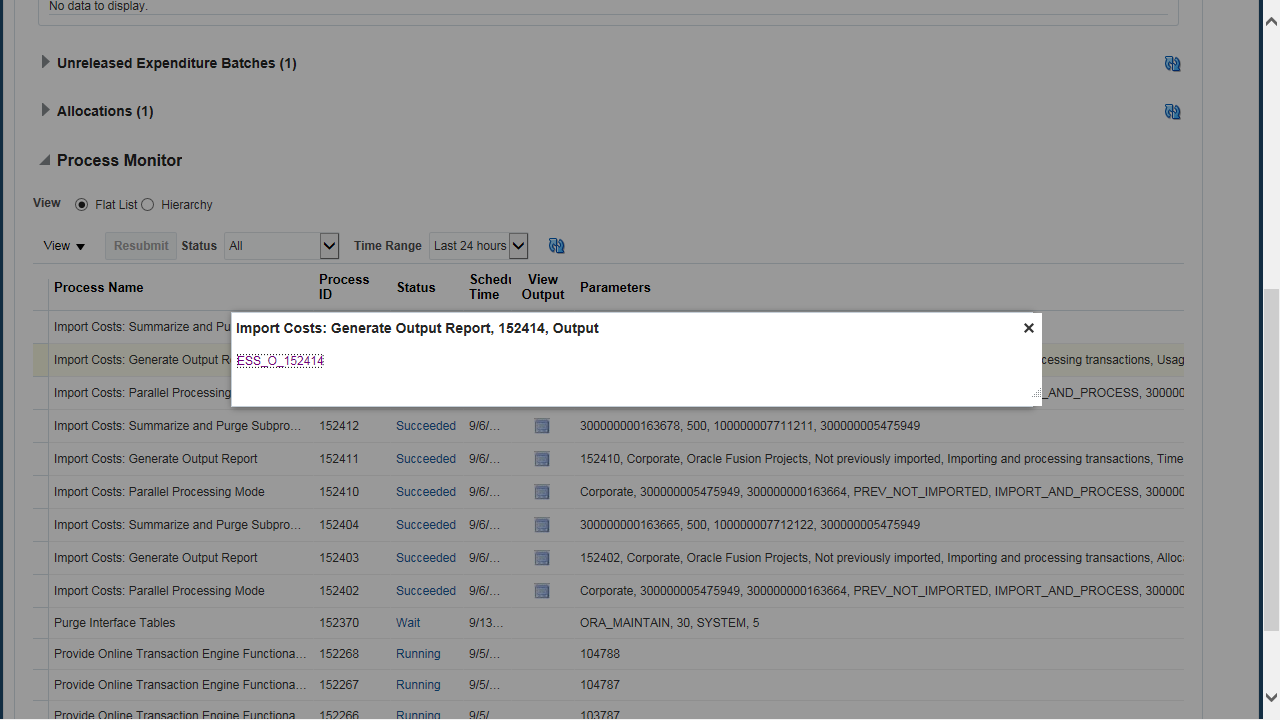 No data to display.
Unreleased Expenditure Batches (1)
Allocations (1)
Process Monitor
View Flat List Hierarchy
View Resubmit Status All Time Range Last 24 hours
Process Name Process ID Status Schedu Time View Output Parameters
Import Costs: Summarize and Pu
Import Costs: Generate Output Report, 152414, Output
Import Costs: Generate Output R cessing transactions, Usag
ESS_O_152414
Import Costs: Parallel Processing _AND_PROCESS, 300000
Import Costs: Summarize and Purge Subpro... 152412 Succeeded 9/6/... 300000000163678, 500, 100000007711211, 300000005475949
Import Costs: Generate Output Report 152411 Succeeded 9/6/... 152410, Corporate, Oracle Fusion Projects, Not previously imported, Importing and processing transactions, Time
Import Costs: Parallel Processing Mode 152410 Succeeded 9/6/... Corporate, 300000005475949, 300000000163664, PREV_NOT_IMPORTED, IMPORT_AND_PROCESS, 300000
Import Costs: Summarize and Purge Subpro... 152404 Succeeded 9/6/... 300000000163665, 500, 100000007712122, 300000005475949
Import Costs: Generate Output Report 152403 Succeeded 9/6/... 152402, Corporate, Oracle Fusion Projects, Not previously imported, Importing and processing transactions, Alloca
Import Costs: Parallel Processing Mode 152402 Succeeded 9/6/... Corporate, 300000005475949, 300000000163664, PREV_NOT_IMPORTED, IMPORT_AND_PROCESS, 300000
Purge Interface Tables 152370 Wait 9/13... ORA_MAINTAIN, 30, SYSTEM, 5
Provide Online Transaction Engine Functiona... 152268 Running 9/5/... 104788
Provide Online Transaction Engine Functiona... 152267 Running 9/5/... 104787
Provide Online Transaction Engine Functiona 152266 Running 9/5/ 103787